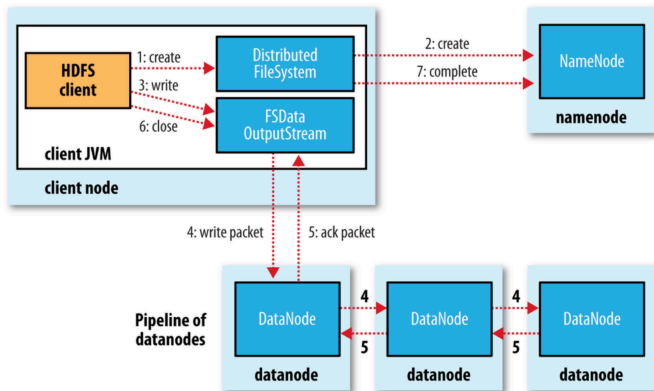 HDFS
client
1: create
3: write
6: close
Distributed
FileSystem
FSData
OutputStream
client JVM
client node
2: create
7: complete
NameNode
namenode
4: write packet
5: ack packet
Pipeline of
datanodes
DataNode
datanode
4
5
DataNode
datanode
4
5
DataNode
datanode